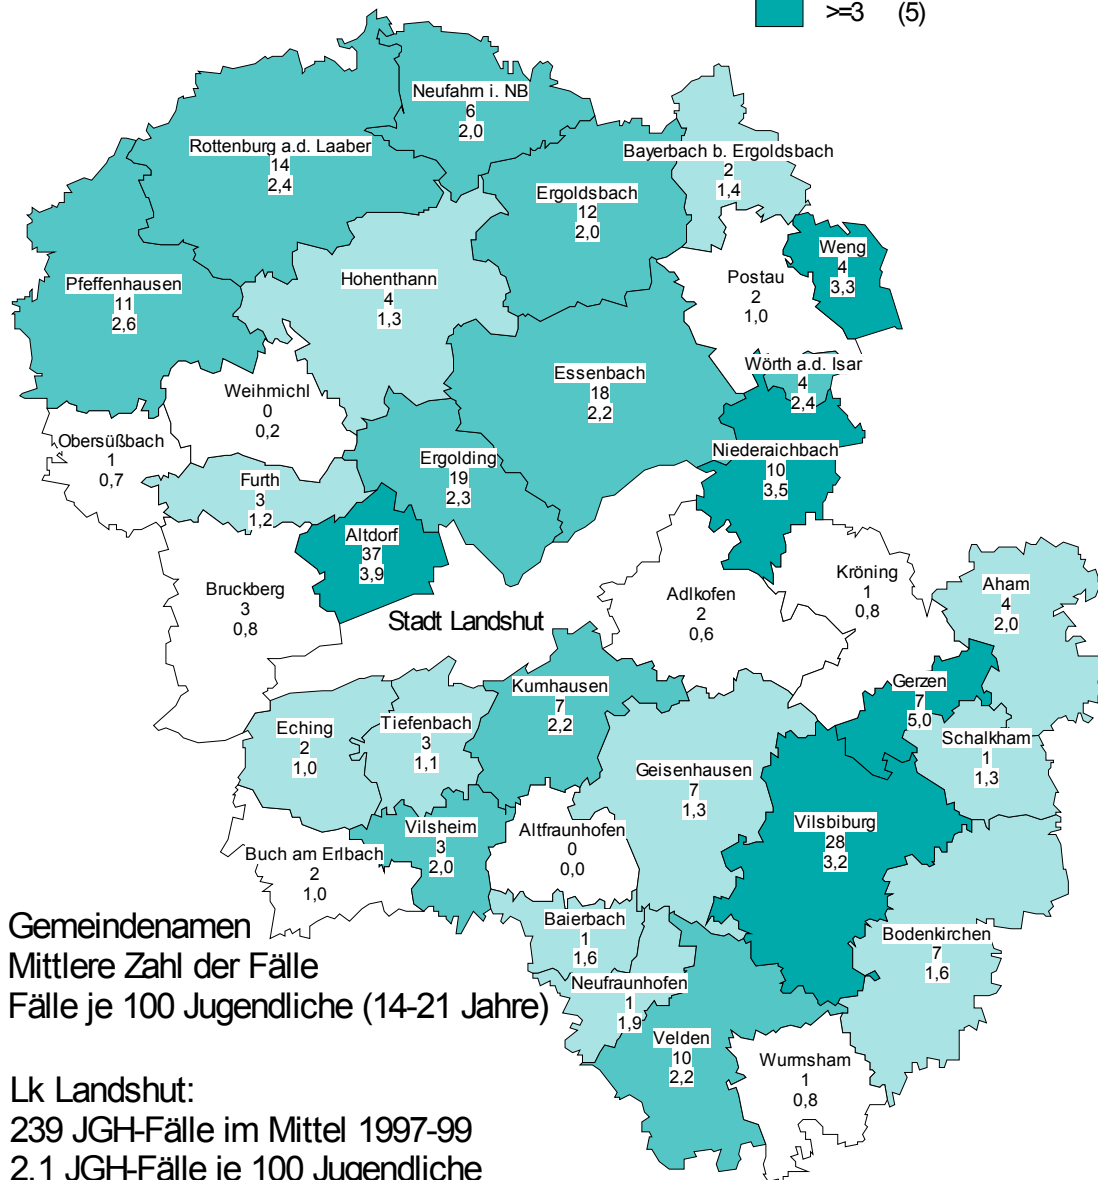 >=3 (5)
Neufahrn i. NB
6
2,0
Rottenburg a.d. Laaber
14
2,4
Bayerbach b. Ergoldsbach
2
1,4
Ergoldsbach
12
2,0
Weng
4
3,3
Pfeffenhausen
11
2,6
Hohenthann
4
1,3
Postau
2
1,0
Wörth a.d. Isar
4
2,4
Essenbach
18
2,2
Weihmichl
0
0,2
Obersüßbach
1
0,7
Ergolding
19
2,3
Niederaichbach
10
3,5
Furth
3
1,2
Altdorf
37
3,9
Bruckberg
3
0,8
Adlkofen
2
0,6
Kröning
1
0,8
Aham
4
2,0
Stadt Landshut
Kumhausen
7
2,2
Gerzen
7
5,0
Eching
2
1,0
Tiefenbach
3
1,1
Schalkham
1
1,3
Geisenhausen
7
1,3
Vilsbiburg
28
3,2
Vilsheim
3
2,0
Altfraunhofen
0
0,0
Buch am Erlbach
2
1,0
Baierbach
1
1,6
Bodenkirchen
7
1,6
Neufraunhofen
1
1,9
Velden
10
2,2
Wurmsham
1
0,8
Gemeindenamen
Mittlere Zahl der Fälle
Fälle je 100 Jugendliche (14-21 Jahre)
Lk Landshut:
239 JGH-Fälle im Mittel 1997-99
2,1 JGH-Fälle je 100 Jugendliche